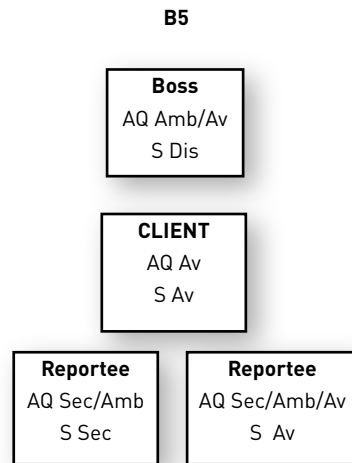 B5
Boss
AQ Amb/Av
S Dis
CLIENT
AQ Av
S Av
Reportee
AQ Sec/Amb
S Sec
Reportee
AQ Sec/Amb/Av
S Av